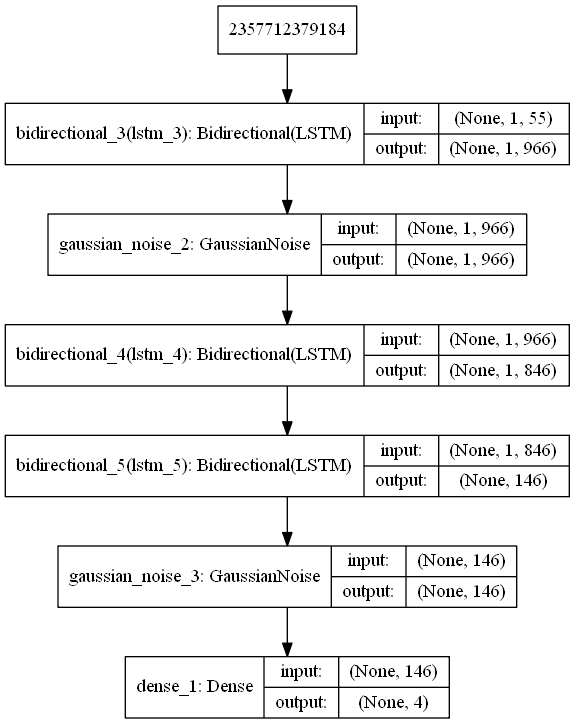 2357712379184
bidirectional_3(lstm_3): Bidirectional(LSTM)
input: (None, 1, 55)
output: (None, 1, 966)
gaussian_noise_2: GaussianNoise
input: (None, 1, 966)
output: (None, 1, 966)
bidirectional_4(lstm_4): Bidirectional(LSTM)
input: (None, 1, 966)
output: (None, 1, 846)
bidirectional_5(lstm_5): Bidirectional(LSTM)
input: (None, 1, 846)
output: (None, 146)
gaussian_noise_3: GaussianNoise
input: (None, 146)
output: (None, 146)
dense_1: Dense
input: (None, 146)
output: (None, 4)